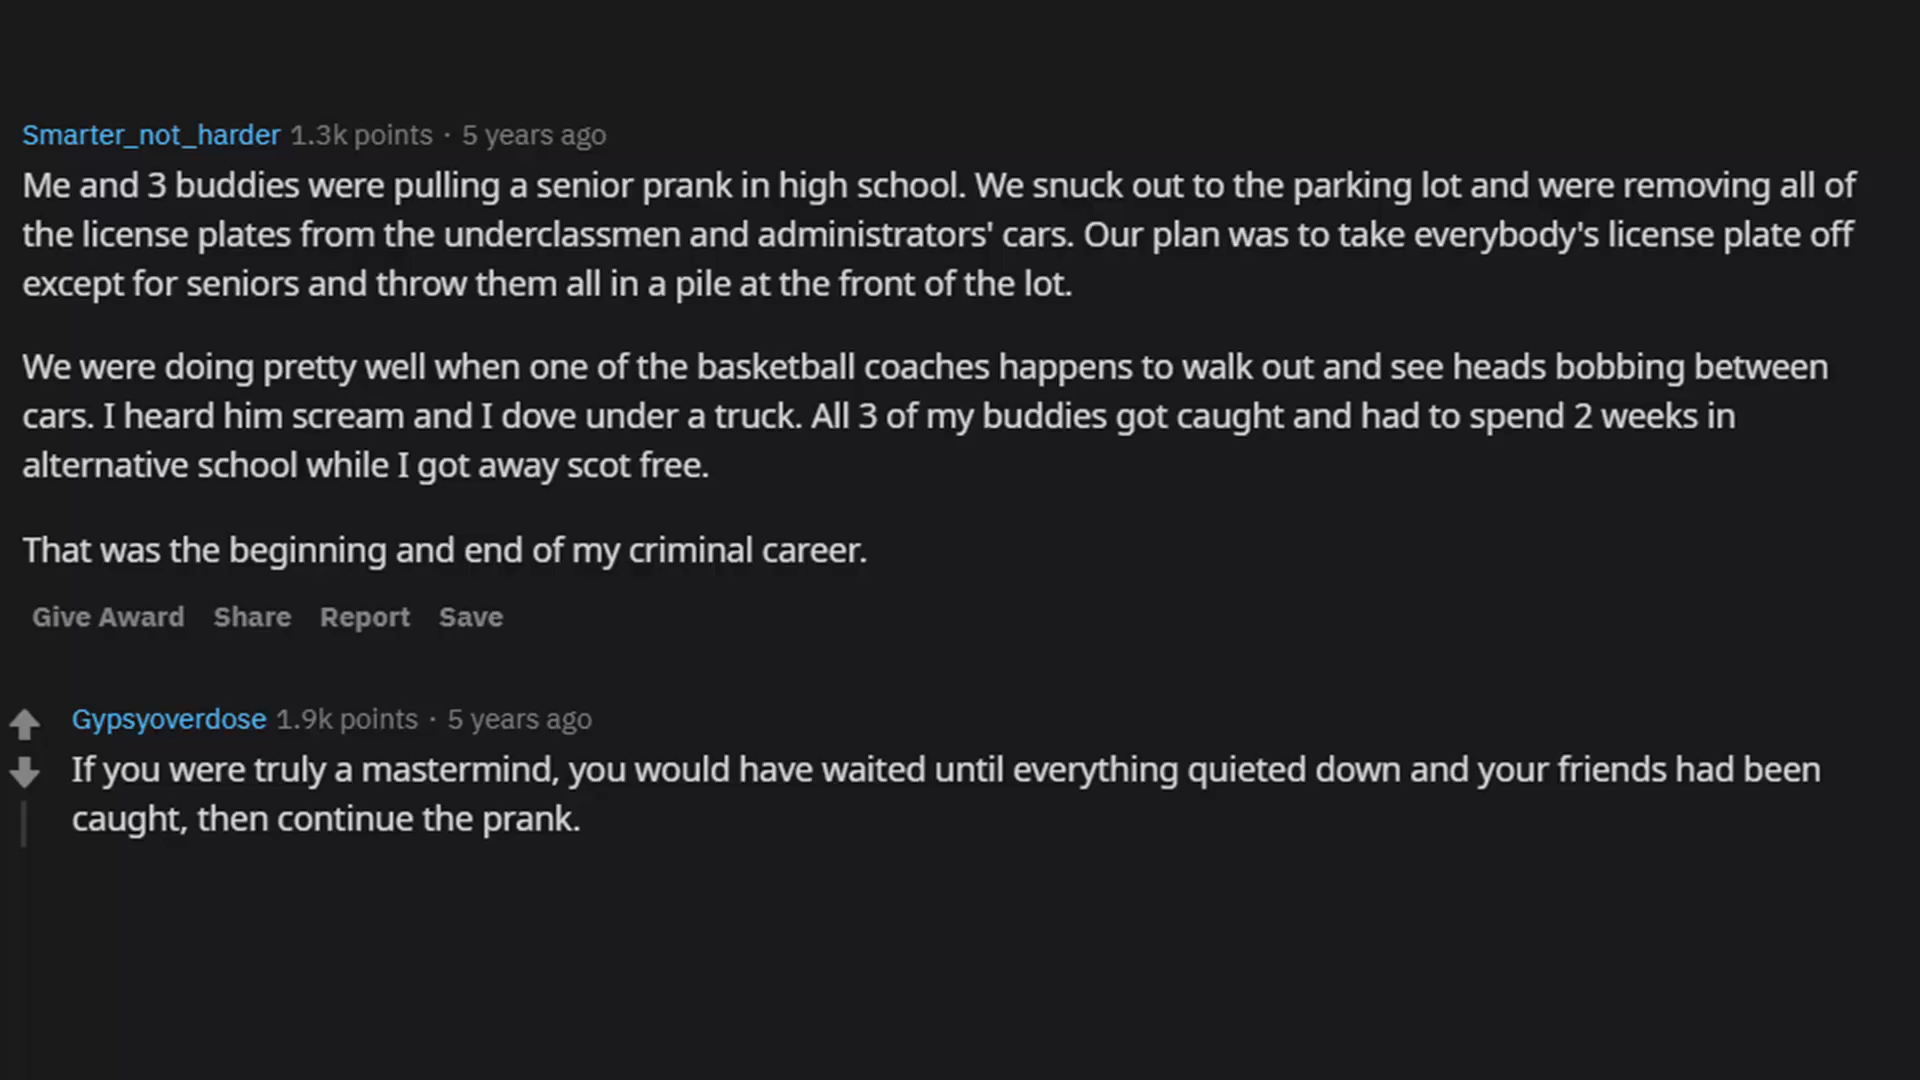 Smarter_not_harder 1.3k points · 5 years ago
Me and 3 buddies were pulling a senior prank in high school. We snuck out to the parking lot and were removing all of
the license plates from the underclassmen and administrators' cars. Our plan was to take everybody's license plate off
except for seniors and throw them all in a pile at the front of the lot.
We were doing pretty well when one of the basketball coaches happens to walk out and see heads bobbing between
cars. I heard him scream and I dove under a truck. All 3 of my buddies got caught and had to spend 2 weeks in
alternative school while I got away scot free.
That was the beginning and end of my criminal career.
Give Award Share Report Save
Gypsyoverdose 1.9k points · 5 years ago
If you were truly a mastermind, you would have waited until everything quieted down and your friends had been
caught, then continue the prank.